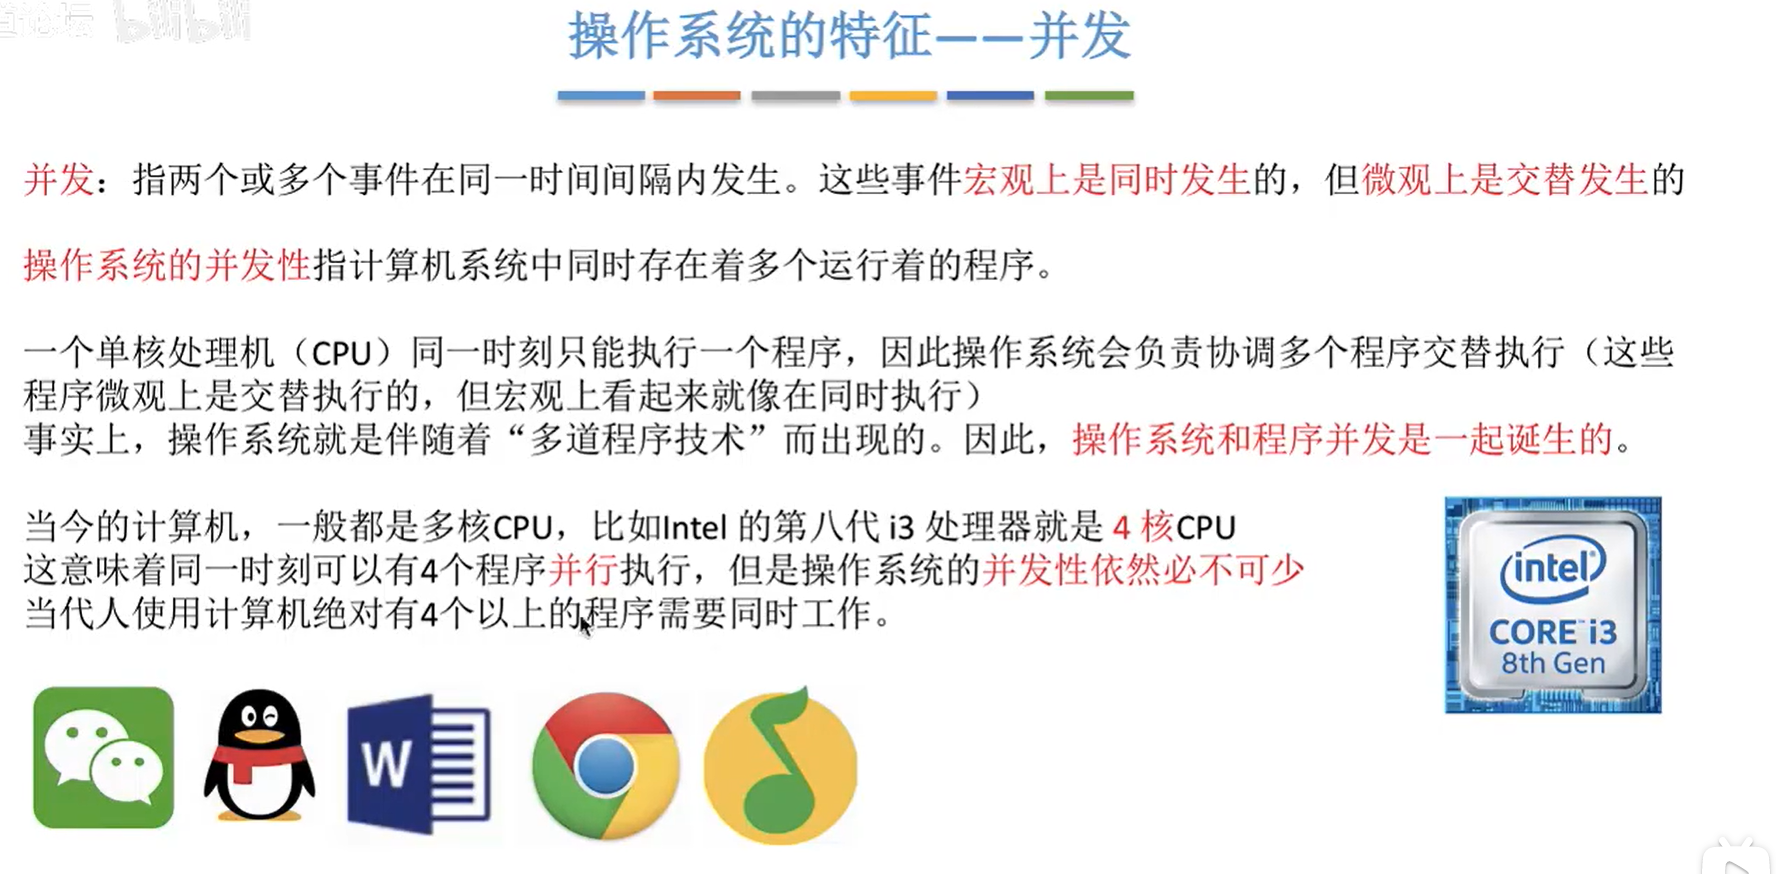 操作系统的特征——并发
并发：指两个或多个事件在同一时间间隔内发生。这些事件宏观上是同时发生的，但微观上是交替发生的
操作系统的并发性指计算机系统中同时存在着多个运行着的程序。
一个单核处理机（CPU）同一时刻只能执行一个程序，因此操作系统会负责协调多个程序交替执行（这些
程序微观上是交替执行的，但宏观上看起来就像在同时执行）
事实上，操作系统就是伴随着“多道程序技术”而出现的。因此，操作系统和程序并发是一起诞生的。
当今的计算机，一般都是多核CPU，比如Intel 的第八代 i3 处理器就是 4 核CPU
这意味着同一时刻可以有4个程序并行执行，但是操作系统的并发性依然必不可少
当代人使用计算机绝对有4个以上的程序需要同时工作。
intel®
CORE™ i3
8th Gen
W
论坛 bilibili